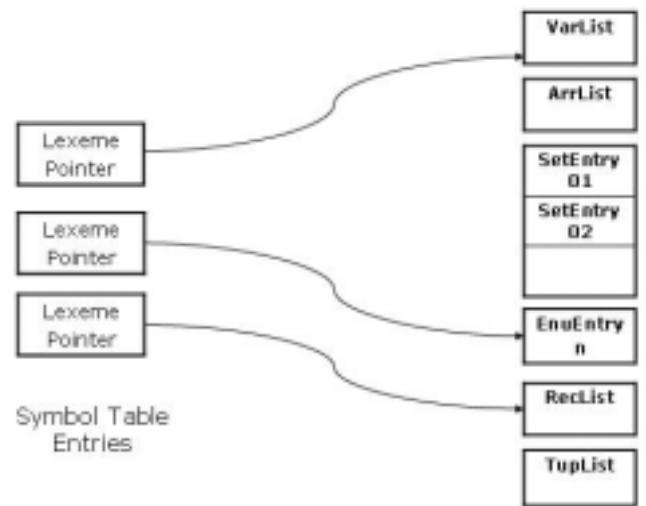 VarList
ArrList
Lexeme
Pointer
SetEntry
01
SetEntry
02
Lexeme
Pointer
Lexeme
Pointer
EnuEntry
n
RecList
Symbol Table
Entries
TupList